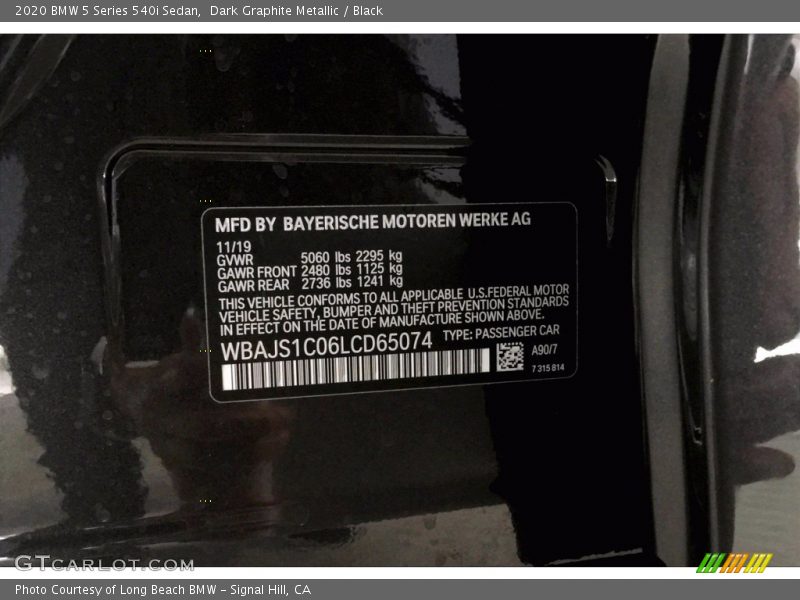 2020 BMW 5 Series 540i Sedan,  Dark Graphite Metallic / Black
MFD BY BAYERISCHE MOTOREN WERKE AG
11/19
GVWR 5060 lbs 2295 kg
GAWR FRONT 2480 lbs 1125 kg
GAWR REAR 2736 lbs 1241 kg
THIS VEHICLE CONFORMS TO ALL APPLICABLE U.S.FEDERAL MOTOR
VEHICLE SAFETY, BUMPER AND THEFT PREVENTION STANDARDS
IN EFFECT ON THE DATE OF MANUFACTURE SHOWN ABOVE.
WBAJS1C06LCD65074 TYPE: PASSENGER CAR
A90/7
7 315 814
GTCARLOT.COM
Photo Courtesy of Long Beach BMW - Signal Hill, CA